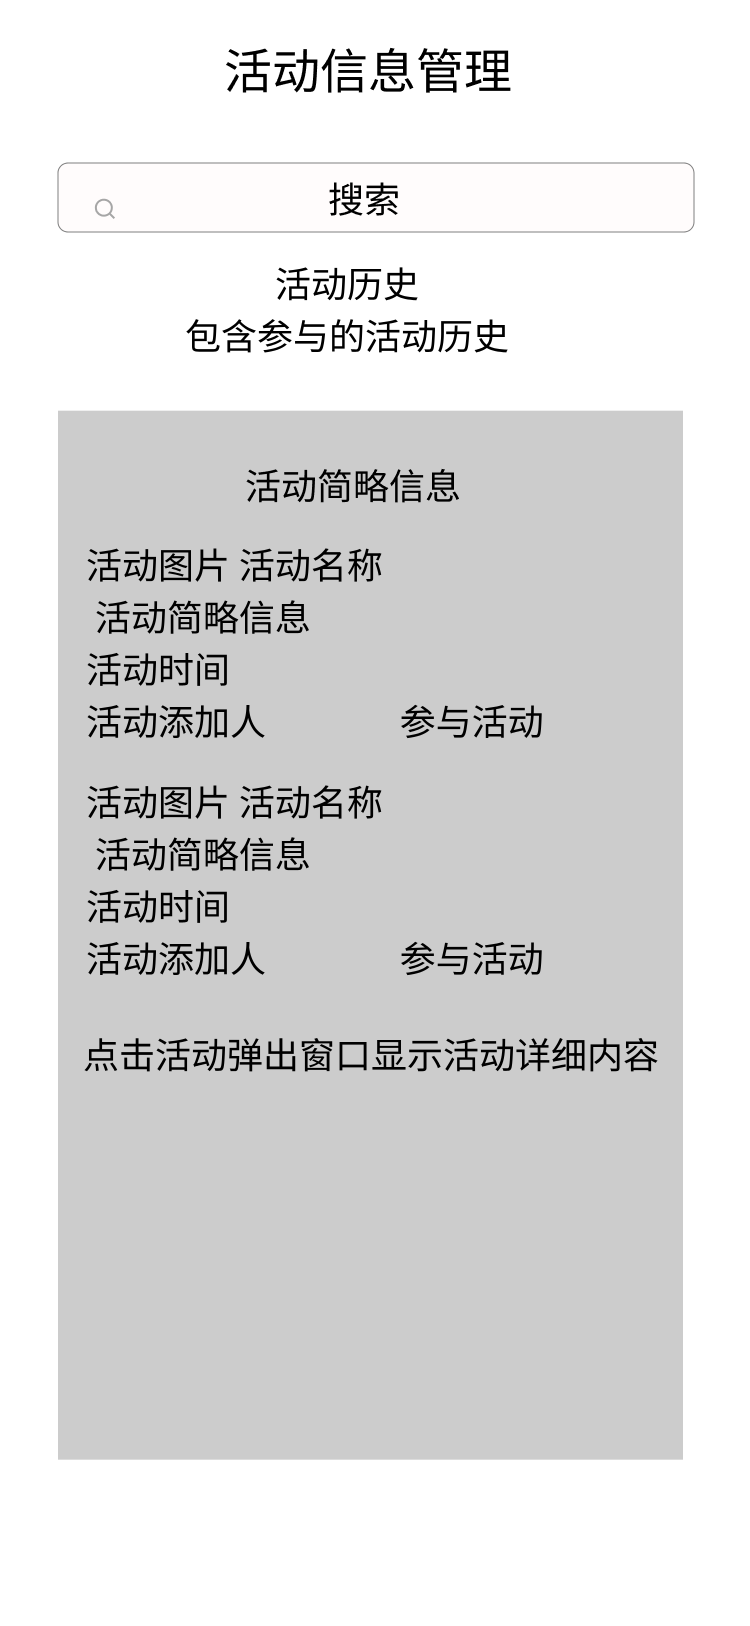 活动信息管理
搜索
活动历史
包含参与的活动历史
活动简略信息
活动图片 活动名称
活动简略信息
活动时间
活动添加人 参与活动
活动图片 活动名称
活动简略信息
活动时间
活动添加人 参与活动
点击活动弹出窗口显示活动详细内容